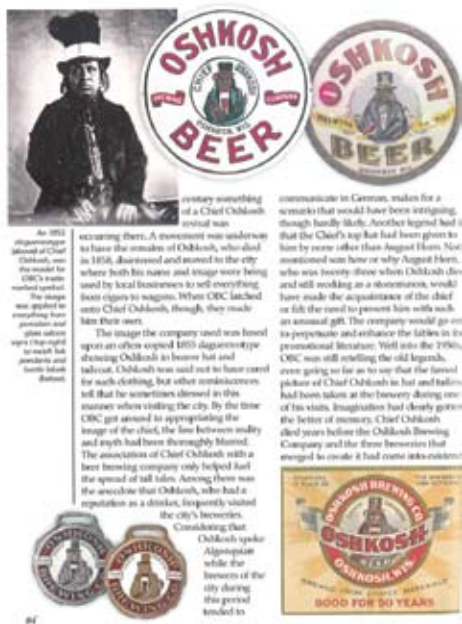 OSHKOSH
CHIEF OSHKOSH
BREWING COMPANY
OSHKOSH, WIS.
BEER
OSHKOSH
BEER
An 1855
daguerreotype
of Chief
Oshkosh, was
the model for
OBC's trade-
marked symbol.
The image
was applied to
everything from
porcelain and
glass saloon
signs (top right)
to watch fob
pendants and
bottle labels
(below).
century something
of a Chief Oshkosh
revival was
occurring there. A movement was underway
to have the remains of Oshkosh, who died
in 1858, disinterred and moved to the city
where both his name and image were being
used by local businesses to sell everything
from cigars to wagons. When OBC latched
onto Chief Oshkosh, though, they made
him their own.
The image the company used was based
upon an often copied 1855 daguerreotype
showing Oshkosh in beaver hat and
tailcoat. Oshkosh was said to not have cared
for such clothing, but other reminiscences
tell that he sometimes dressed in this
manner when visiting the city. By the time
OBC got around to appropriating the
image of the chief, the line between reality
and myth had been thoroughly blurred.
The association of Chief Oshkosh with a
beer brewing company only helped fuel
the spread of tall tales. Among them was
the anecdote that Oshkosh, who had a
reputation as a drinker, frequently visited
the city's breweries.
Considering that
Oshkosh spoke
Algonquian
while the
brewers of the
city during
this period
tended to
communicate in German, makes for a
scenario that would have been intriguing,
though hardly likely. Another legend had it
that the Chief's top hat had been given to
him by none other than August Horn. Not
mentioned was how or why August Horn,
who was twenty-three when Oshkosh died
and still working as a stonemason, would
have made the acquaintance of the chief
or felt the need to present him with such
an unusual gift. The company would go on
to perpetuate and enhance the fables in its
promotional literature. Well into the 1950s,
OBC was still retelling the old legends,
even going so far as to say that the famed
picture of Chief Oshkosh in hat and tailcoat
had been taken at the brewery during one
of his visits. Imagination had clearly gotten
the better of memory. Chief Oshkosh
died years before the Oshkosh Brewing
Company and the three breweries that
merged to create it had come into existence.
OSHKOSH
BREWING CO.
OSHKOSH
BREWING CO.
OSHKOSH BREWING CO.
OSHKOSH
BEER
OSHKOSH, WIS.
GOOD FOR 50 YEARS